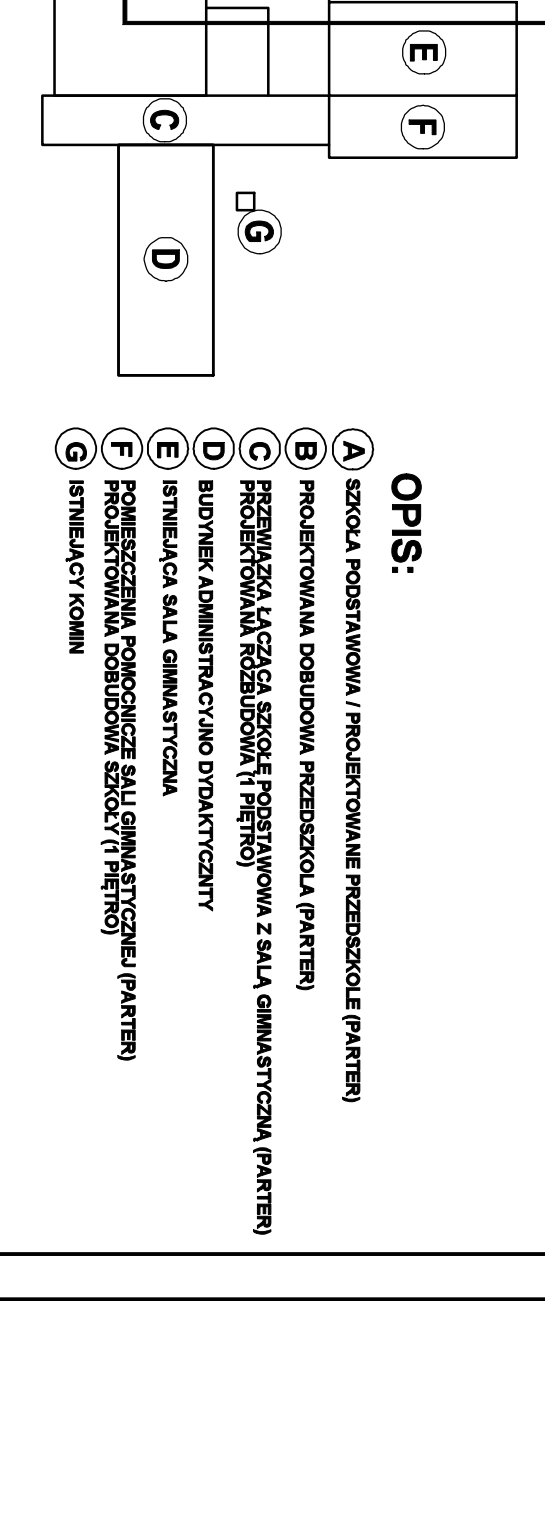 E
F
C
G
D
OPIS:
A SZKOŁA PODSTAWOWA / PROJEKTOWANE PRZEDSZKOLE (PARTER)
B PROJEKTOWANA DOBUDOWA PRZEDSZKOLA (PARTER)
C PRZEWIĄZKA ŁĄCZĄCA SZKOŁĘ PODSTAWOWA Z SALĄ GIMNASTYCZNĄ (PARTER)
PROJEKTOWANA ROZBUDOWA (1 PIĘTRO)
D BUDYNEK ADMINISTRACYJNO DYDAKTYCZNTY
E ISTNIEJĄCA SALA GIMNASTYCZNA
F POMIESZCZENIA POMOCNICZE SALI GIMNASTYCZNEJ (PARTER)
PROJEKTOWANA DOBUDOWA SZKOŁY (1 PIĘTRO)
G ISTNIEJĄCY KOMIN